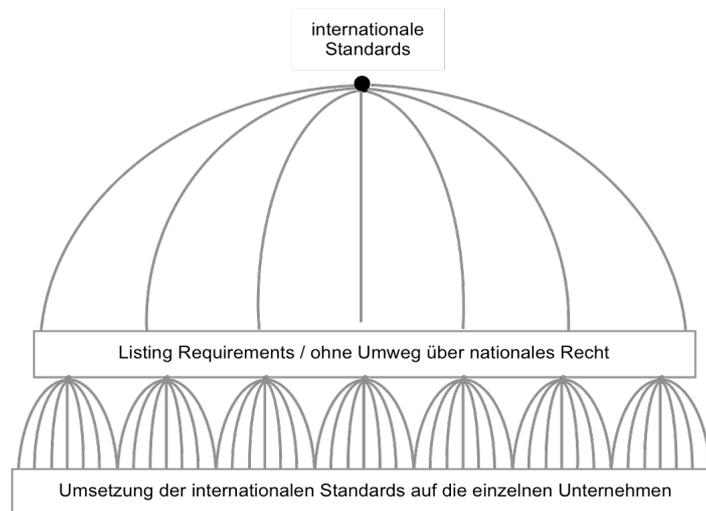 internationale
Standards
Listing Requirements / ohne Umweg über nationales Recht
Umsetzung der internationalen Standards auf die einzelnen Unternehmen